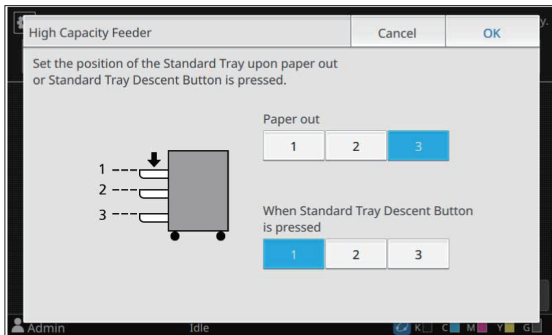 High Capacity Feeder
Cancel
OK
y.
Set the position of the Standard Tray upon paper out
or Standard Tray Descent Button is pressed.
Paper out
1 2 3
1
2
3
When Standard Tray Descent Button
is pressed
1 2 3
Admin
Idle
K C M Y G